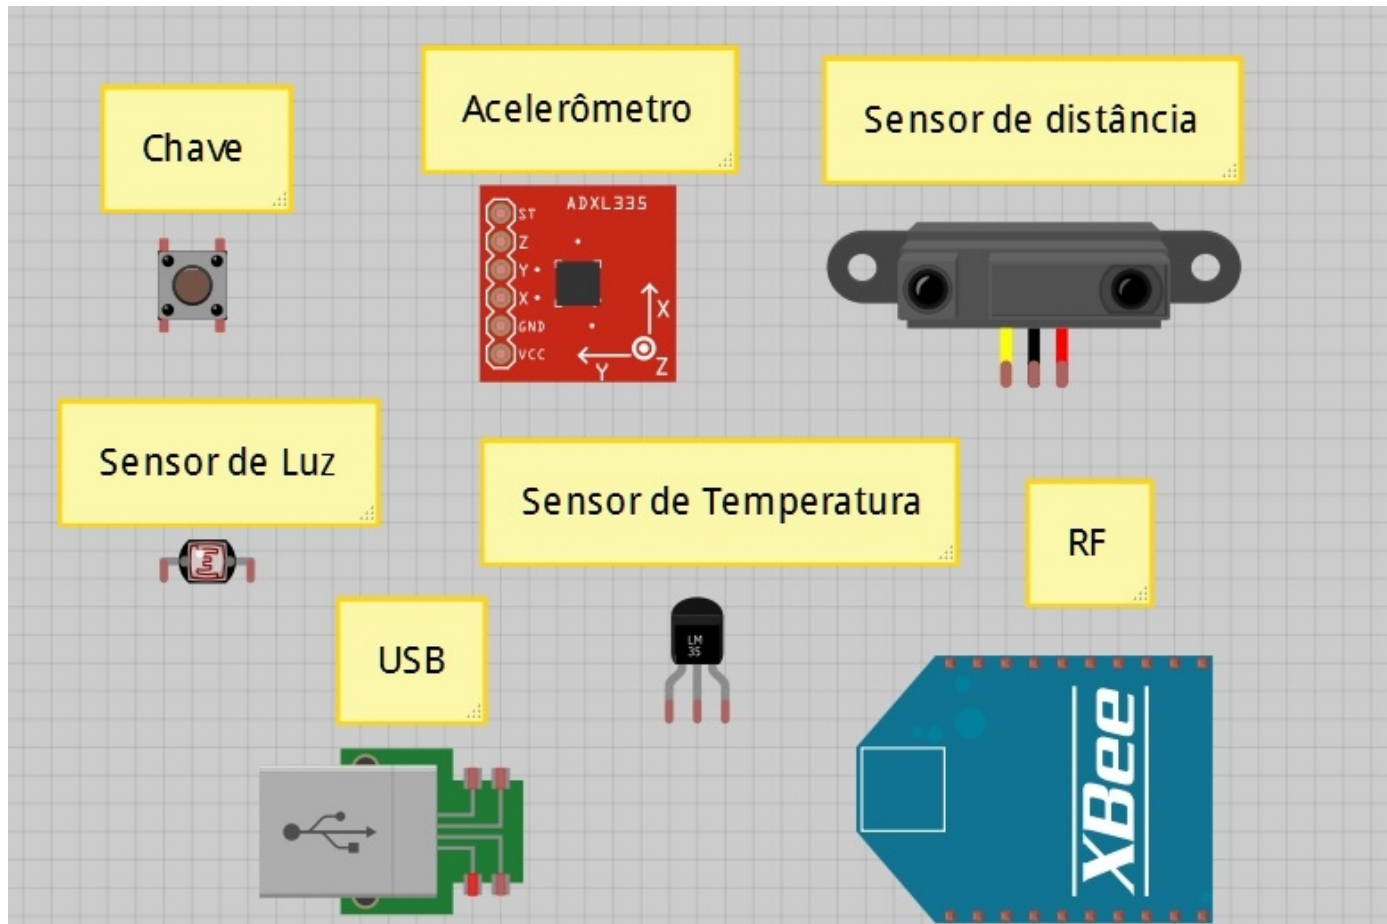 Chave
Acelerômetro
Sensor de distância
ADXL335
ST
Z
Y
X
GND
VCC
X
Y
Z
Sensor de Luz
Sensor de Temperatura
RF
LM
35
USB
XBee